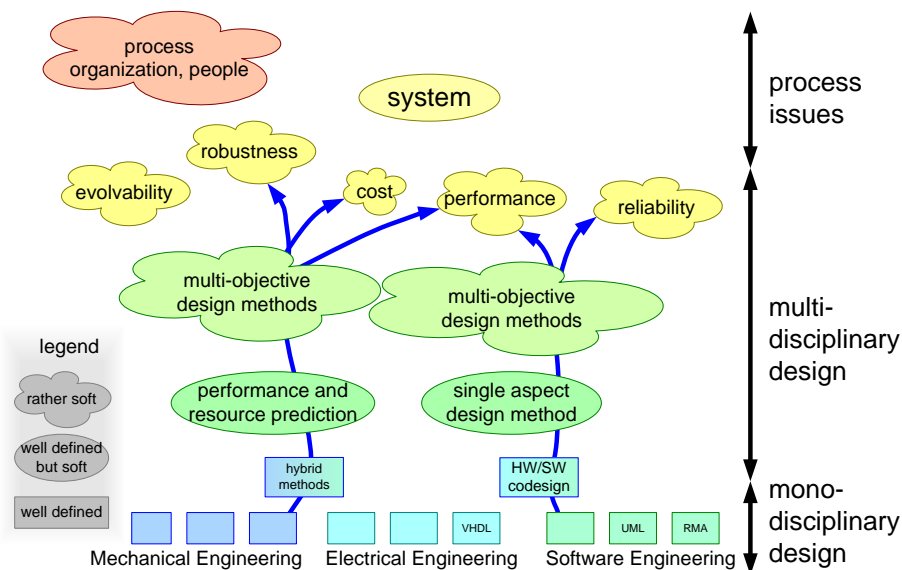 process
organization, people
system
process
issues
robustness
evolvability
cost
performance
reliability
multi-objective
design methods
multi-objective
design methods
multi-
disciplinary
design
legend
rather soft
well defined
but soft
well defined
performance and
resource prediction
single aspect
design method
hybrid
methods
HW/SW
codesign
mono-
disciplinary
design
VHDL
UML
RMA
Mechanical Engineering
Electrical Engineering
Software Engineering